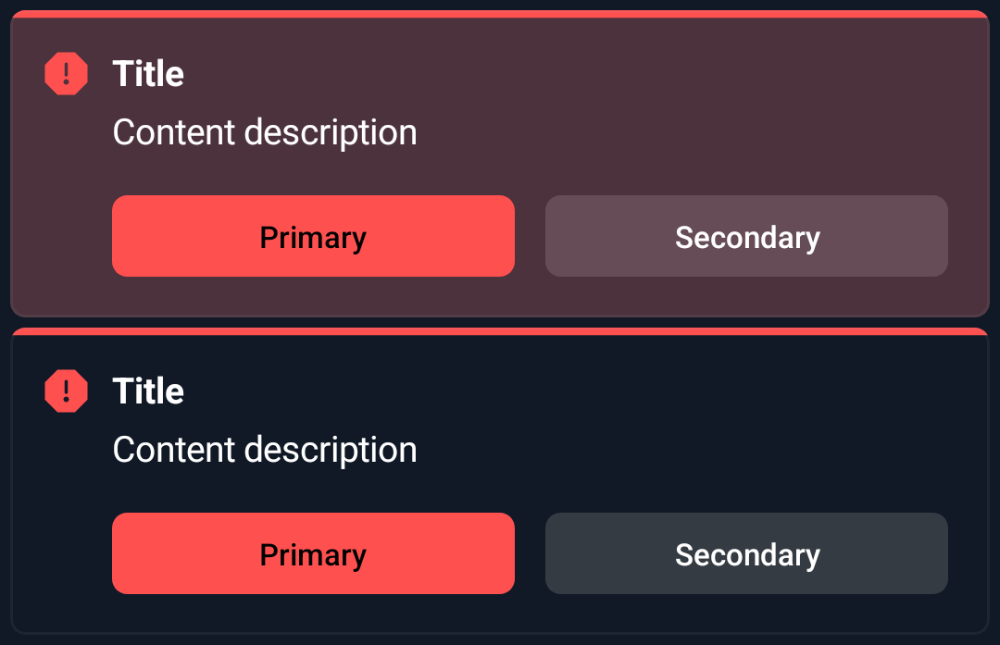 Title
Content description
Primary
Secondary
Title
Content description
Primary
Secondary